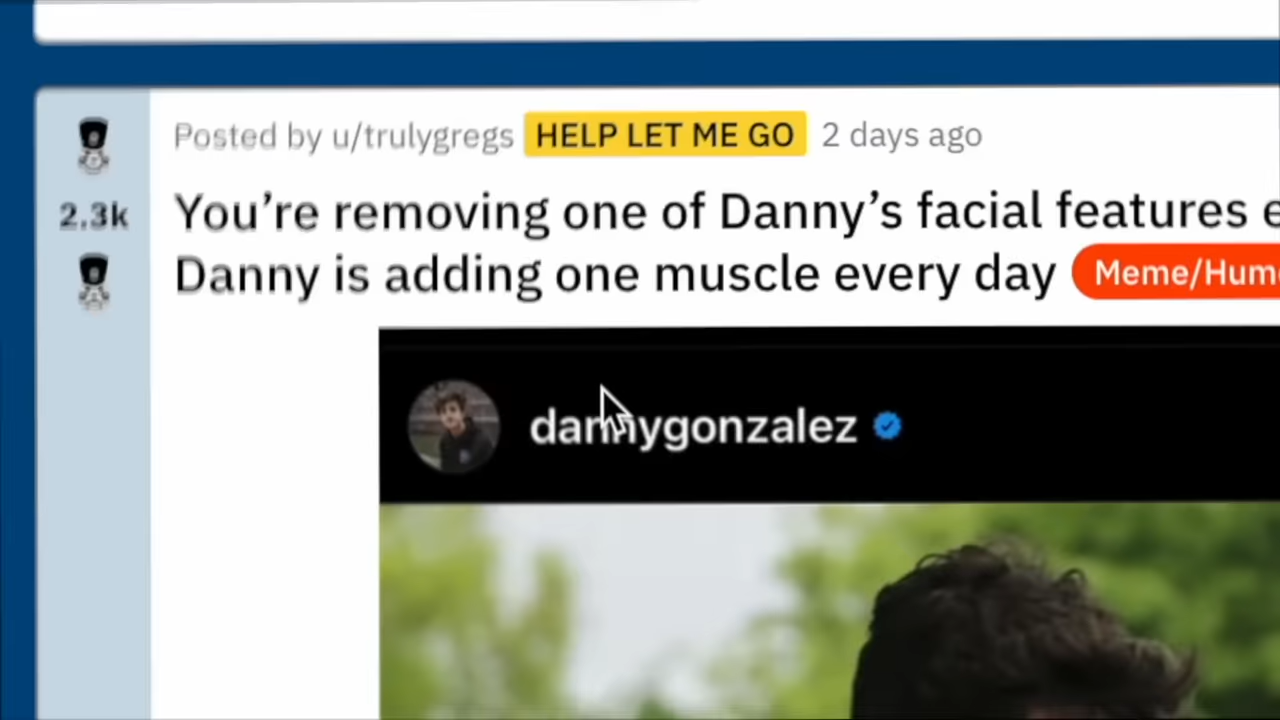 Posted by u/trulygregs HELP LET ME GO 2 days ago
2.3k
You’re removing one of Danny’s facial features
Danny is adding one muscle every day
dannygonzalez